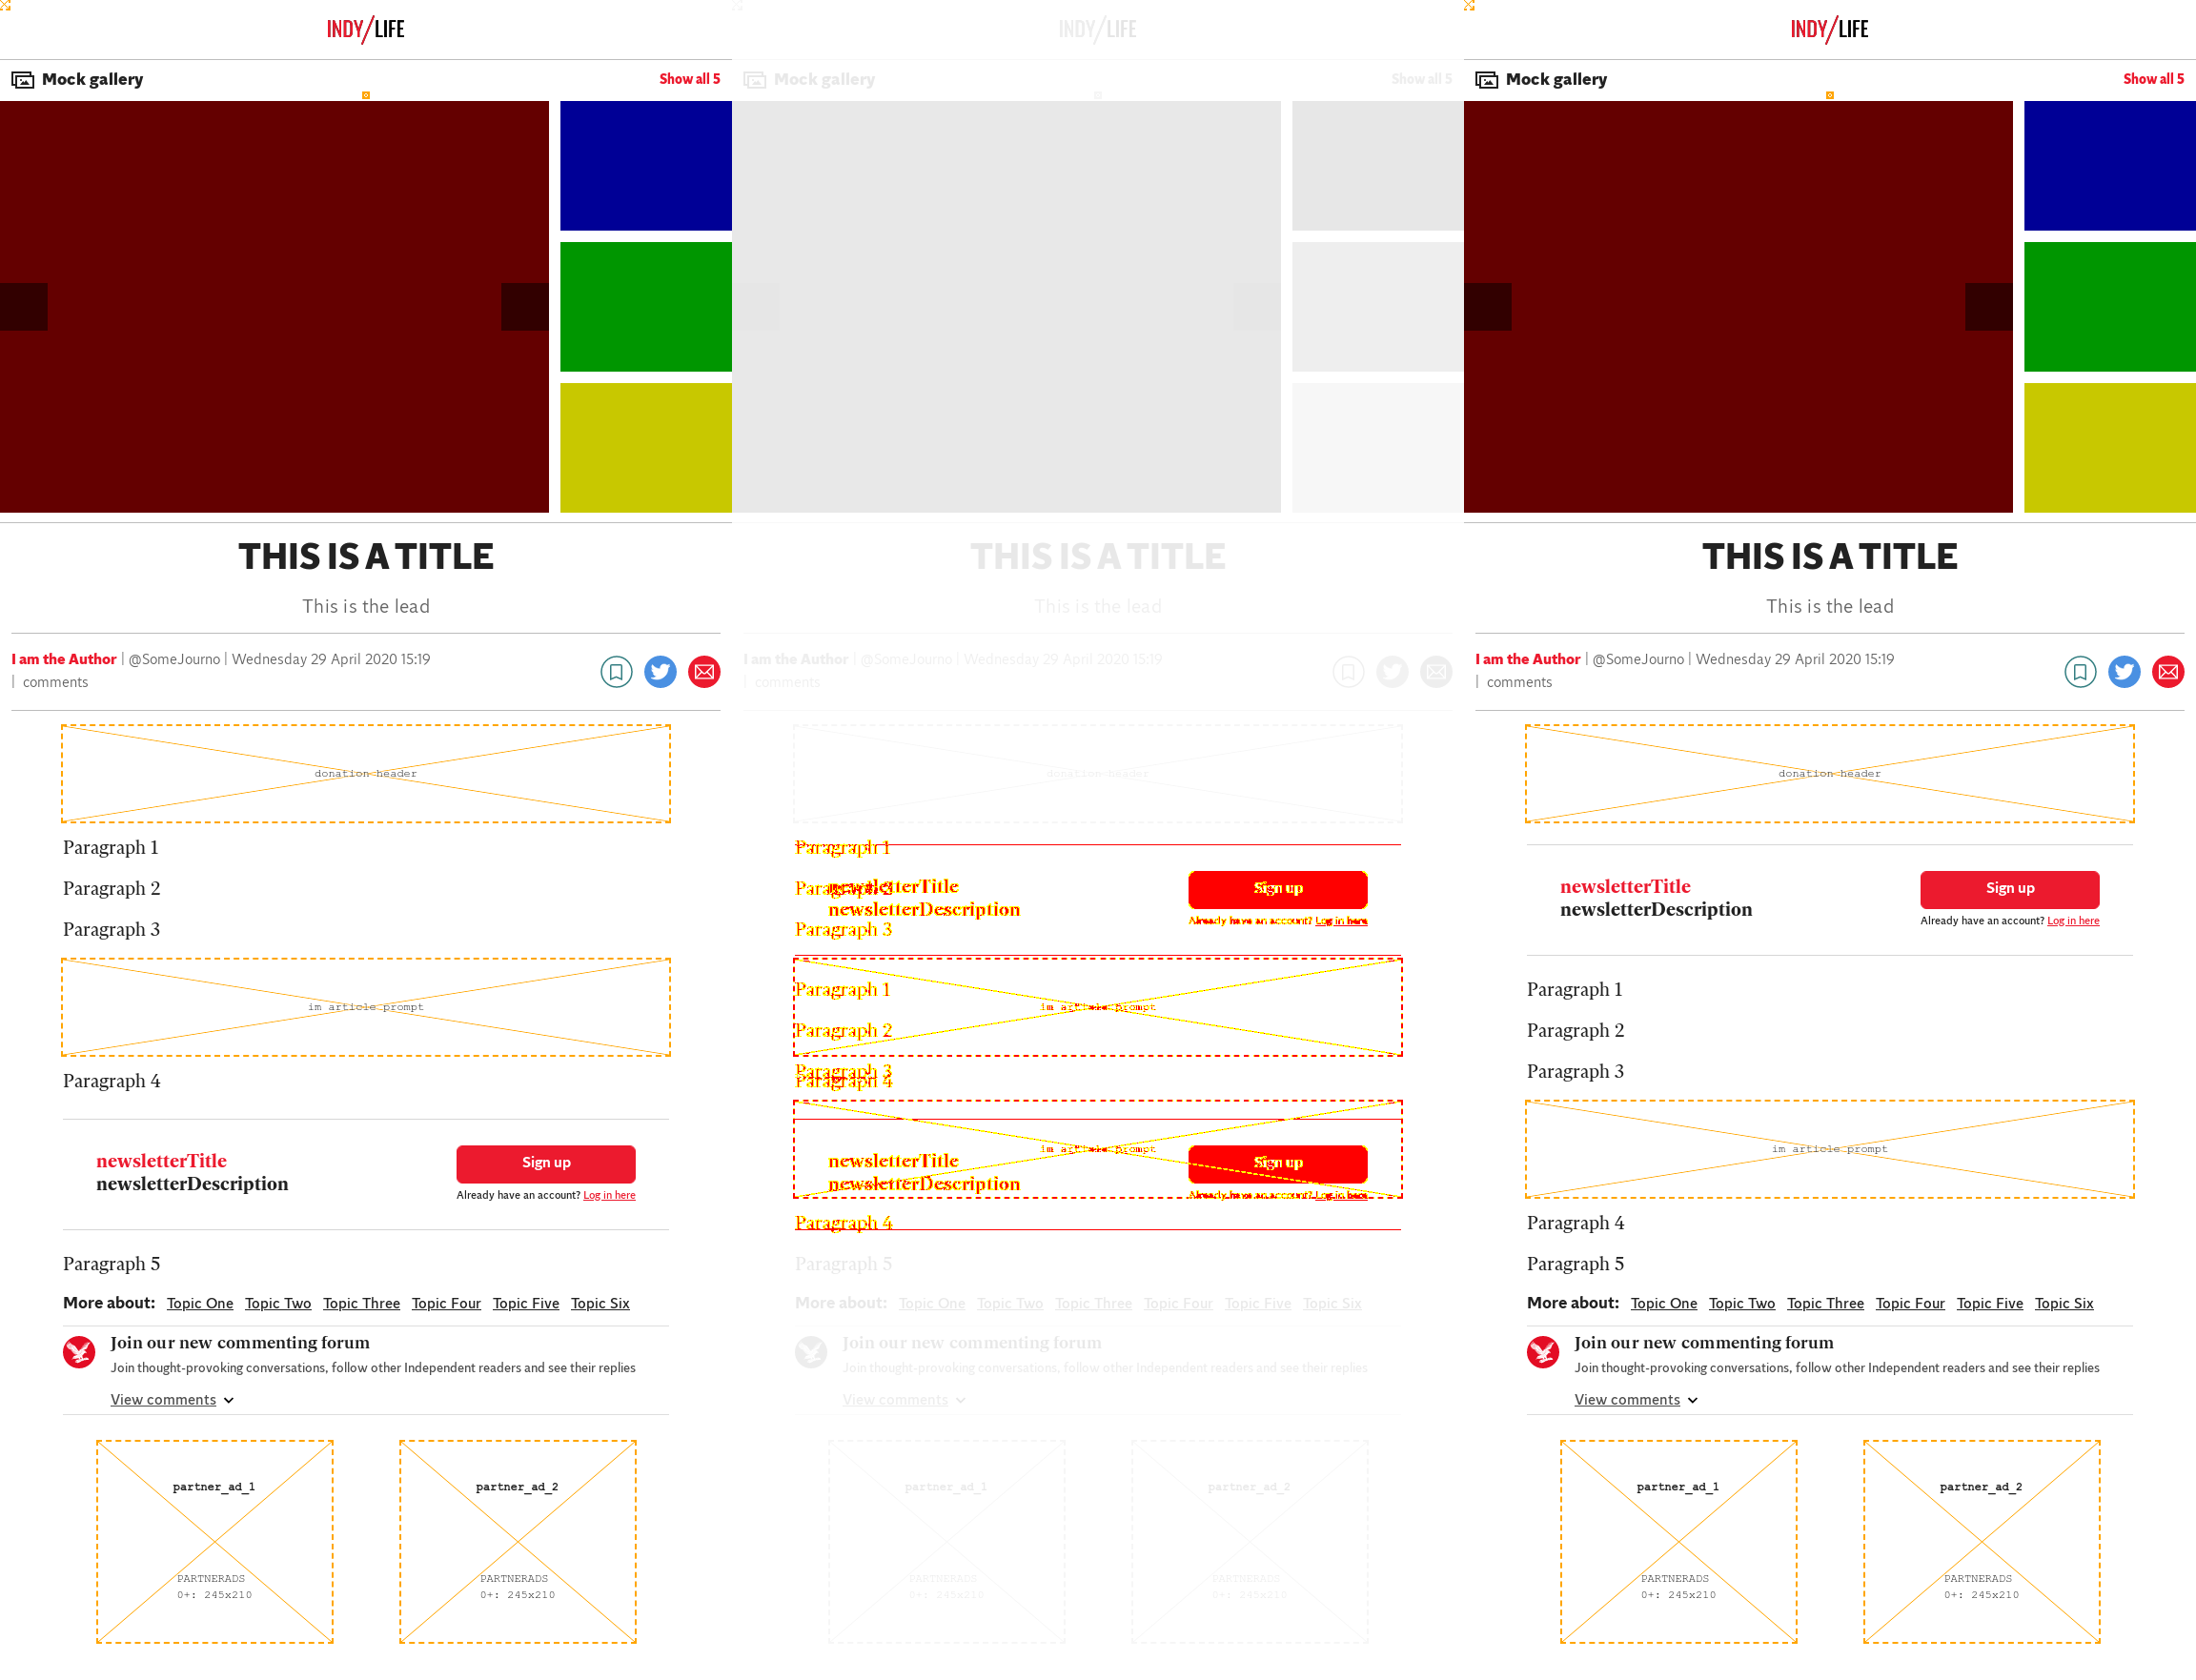 INDY/LIFE
Mock gallery
Show all 5
THIS IS A TITLE
This is the lead
I am the Author | @SomeJourno | Wednesday 29 April 2020 15:19
| comments
donation header
Paragraph 1
Paragraph 2
Paragraph 3
im article prompt
Paragraph 4
newsletterTitle
newsletterDescription
Sign up
Already have an account? Log in here
Paragraph 5
More about: Topic One Topic Two Topic Three Topic Four Topic Five Topic Six
Join our new commenting forum
Join thought-provoking conversations, follow other Independent readers and see their replies
View comments
partner_ad_1
PARTNERADS
0+: 245x210
partner_ad_2
PARTNERADS
0+: 245x210
INDY/LIFE
Mock gallery
Show all 5
THIS IS A TITLE
This is the lead
I am the Author | @SomeJourno | Wednesday 29 April 2020 15:19
| comments
donation header
Paragraph 1
Paragraph 2
newsletterTitle
newsletterDescription
Sign up
Already have an account? Log in here
Paragraph 3
Paragraph 1
im article prompt
Paragraph 2
Paragraph 3
Paragraph 4
im article prompt
newsletterTitle
newsletterDescription
Sign up
Already have an account? Log in here
Paragraph 4
Paragraph 5
More about: Topic One Topic Two Topic Three Topic Four Topic Five Topic Six
Join our new commenting forum
Join thought-provoking conversations, follow other Independent readers and see their replies
View comments
partner_ad_1
PARTNERADS
0+: 245x210
partner_ad_2
PARTNERADS
0+: 245x210
INDY/LIFE
Mock gallery
Show all 5
THIS IS A TITLE
This is the lead
I am the Author | @SomeJourno | Wednesday 29 April 2020 15:19
| comments
donation header
newsletterTitle
newsletterDescription
Sign up
Already have an account? Log in here
Paragraph 1
Paragraph 2
Paragraph 3
im article prompt
Paragraph 4
Paragraph 5
More about: Topic One Topic Two Topic Three Topic Four Topic Five Topic Six
Join our new commenting forum
Join thought-provoking conversations, follow other Independent readers and see their replies
View comments
partner_ad_1
PARTNERADS
0+: 245x210
partner_ad_2
PARTNERADS
0+: 245x210